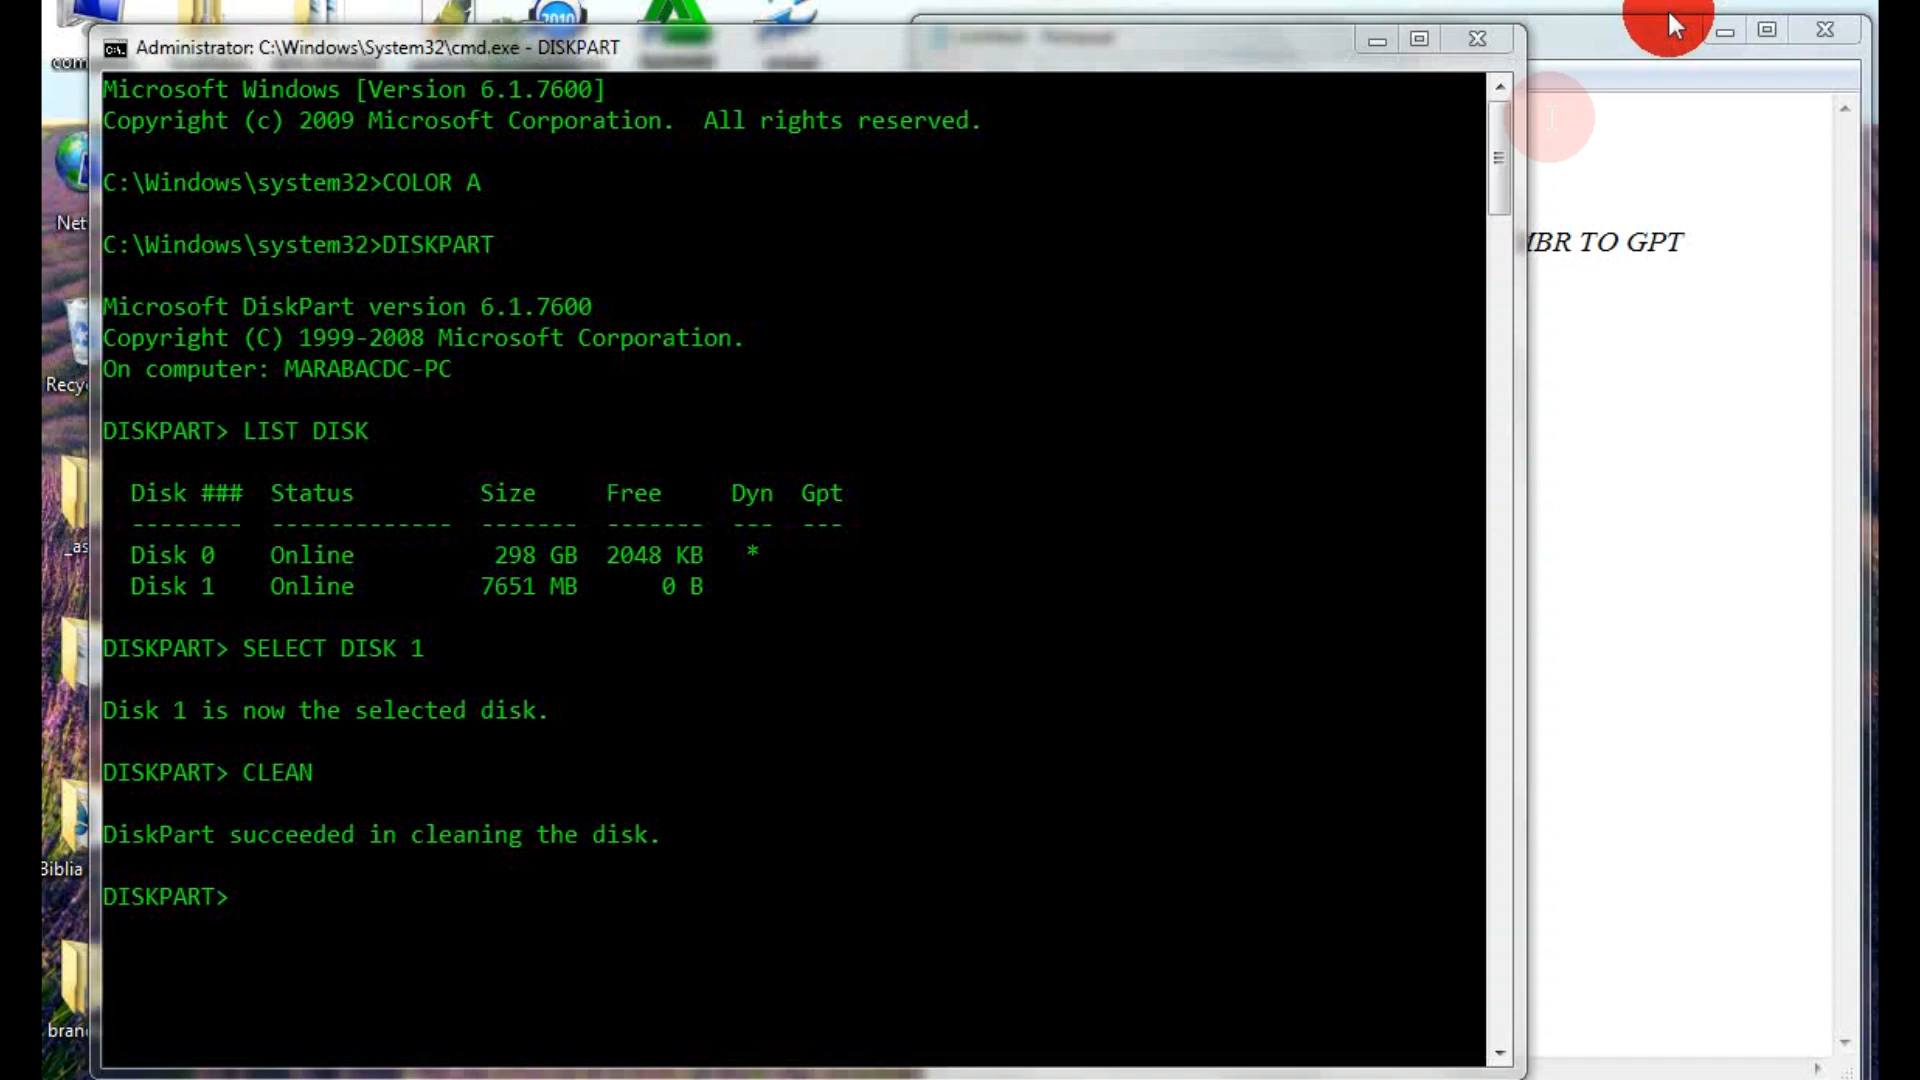 com
2010
Administrator: C:\Windows\System32\cmd.exe - DISKPART
Microsoft Windows [Version 6.1.7600]
Copyright (c) 2009 Microsoft Corporation.  All rights reserved.
C:\Windows\system32>COLOR A
C:\Windows\system32>DISKPART
Microsoft DiskPart version 6.1.7600
Copyright (C) 1999-2008 Microsoft Corporation.
On computer: MARABACDC-PC
DISKPART> LIST DISK
Disk ###  Status         Size     Free     Dyn  Gpt
--------  -------------  -------  -------  ---  ---
Disk 0    Online          298 GB  2048 KB   *
Disk 1    Online         7651 MB      0 B
DISKPART> SELECT DISK 1
Disk 1 is now the selected disk.
DISKPART> CLEAN
DiskPart succeeded in cleaning the disk.
DISKPART>
BR TO GPT
Net
Recy
_as
Biblia
bran